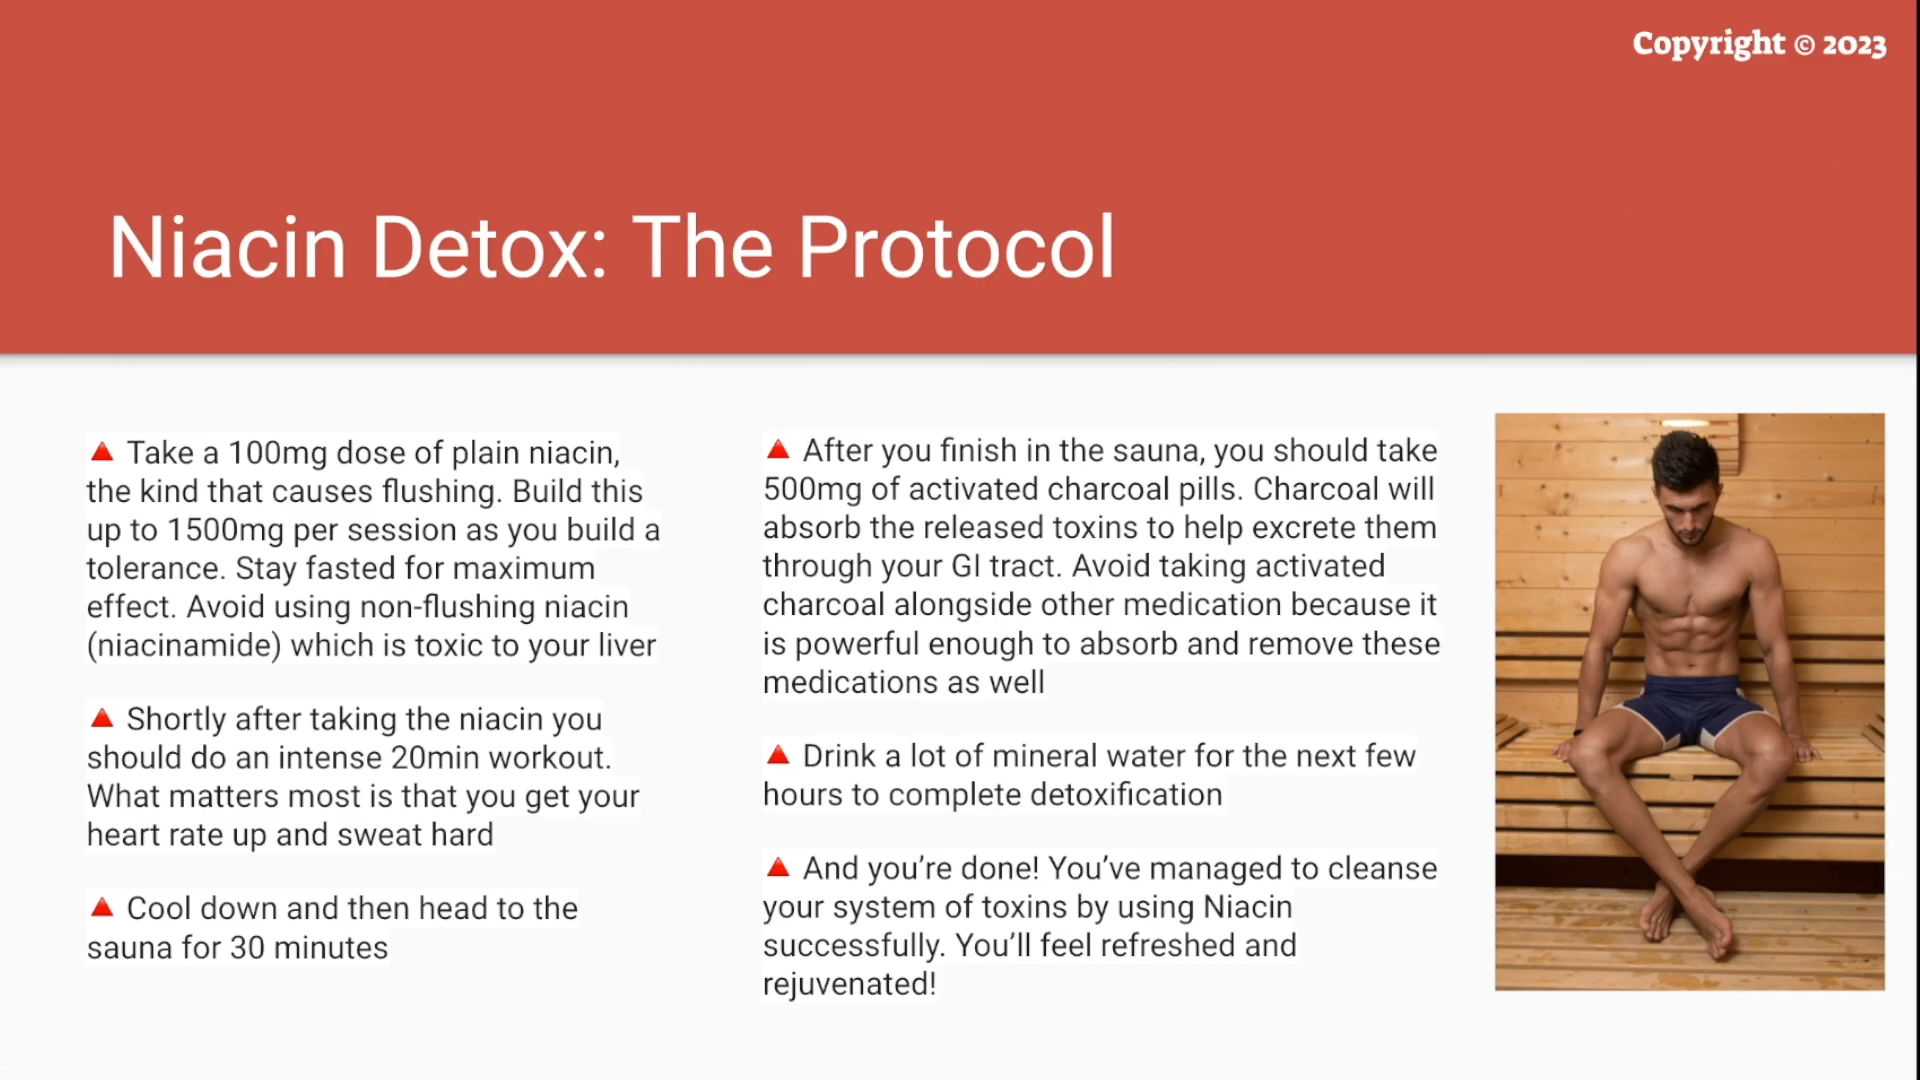 Copyright © 2023
Niacin Detox: The Protocol
🔺 Take a 100mg dose of plain niacin,
the kind that causes flushing. Build this
up to 1500mg per session as you build a
tolerance. Stay fasted for maximum
effect. Avoid using non-flushing niacin
(niacinamide) which is toxic to your liver
🔺 Shortly after taking the niacin you
should do an intense 20min workout.
What matters most is that you get your
heart rate up and sweat hard
🔺 Cool down and then head to the
sauna for 30 minutes
🔺 After you finish in the sauna, you should take
500mg of activated charcoal pills. Charcoal will
absorb the released toxins to help excrete them
through your GI tract. Avoid taking activated
charcoal alongside other medication because it
is powerful enough to absorb and remove these
medications as well
🔺 Drink a lot of mineral water for the next few
hours to complete detoxification
🔺 And you’re done! You’ve managed to cleanse
your system of toxins by using Niacin
successfully. You’ll feel refreshed and
rejuvenated!